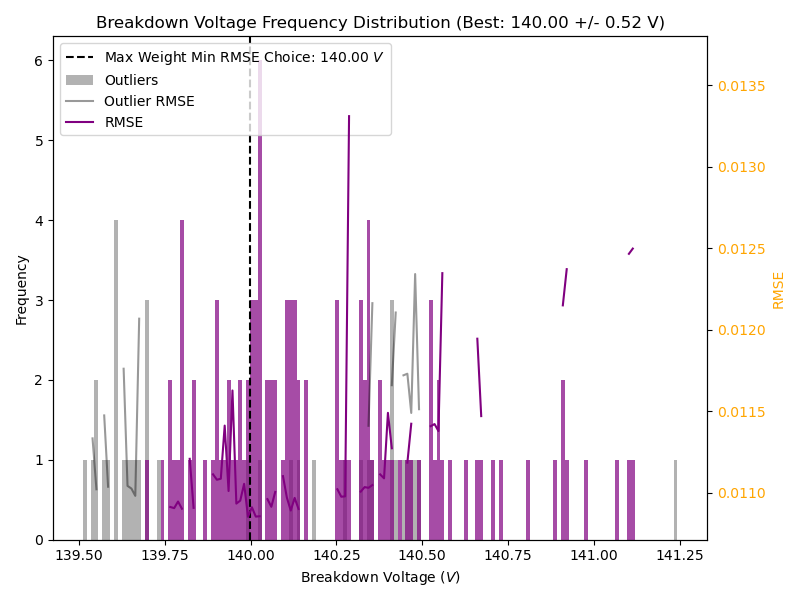 Breakdown Voltage Frequency Distribution (Best: 140.00 +/- 0.52 V)
Max Weight Min RMSE Choice: 140.00 V
Outliers
Outlier RMSE
RMSE
Frequency
6
5
4
3
2
1
0
0.0135
0.0130
0.0125
0.0120
0.0115
0.0110
RMSE
139.50 139.75 140.00 140.25 140.50 140.75 141.00 141.25
Breakdown Voltage (V)